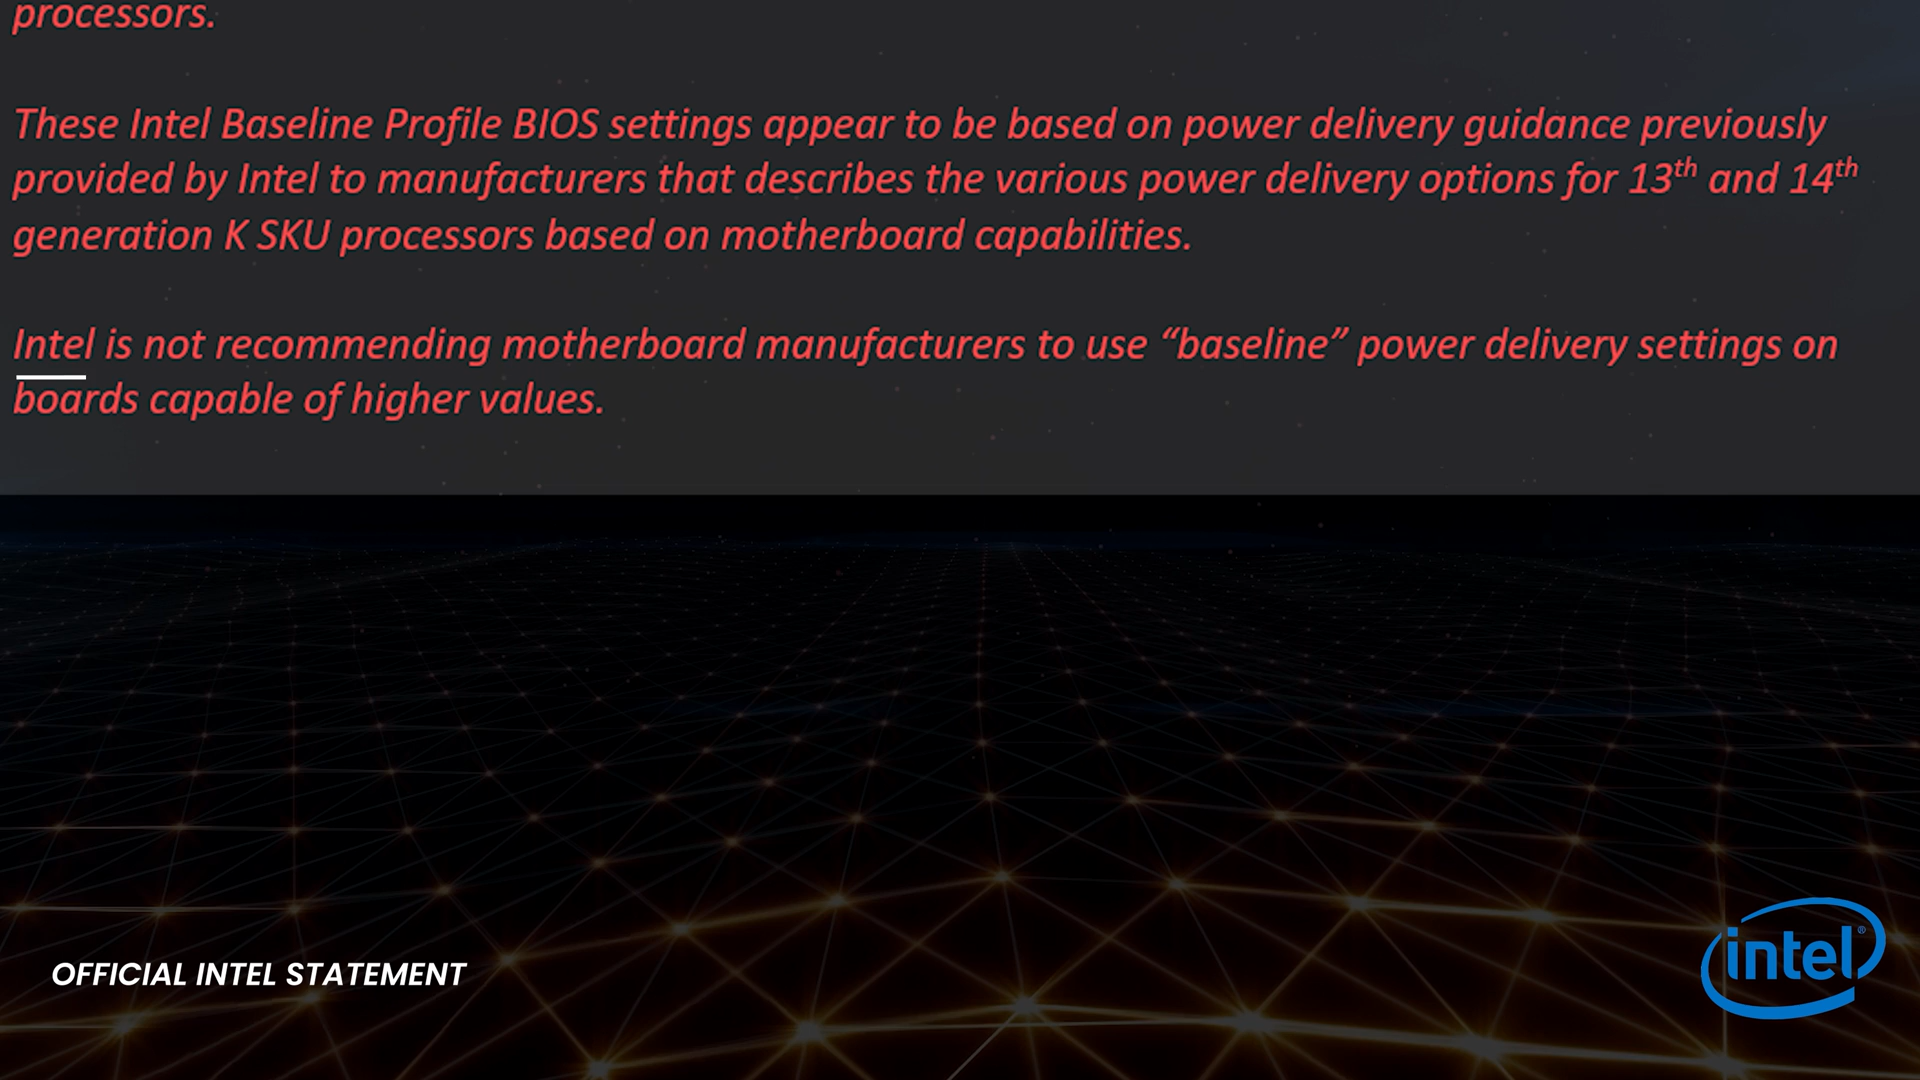 processors.
These Intel Baseline Profile BIOS settings appear to be based on power delivery guidance previously
provided by Intel to manufacturers that describes the various power delivery options for 13th and 14th
generation K SKU processors based on motherboard capabilities.
Intel is not recommending motherboard manufacturers to use “baseline” power delivery settings on
boards capable of higher values.
OFFICIAL INTEL STATEMENT
intel®